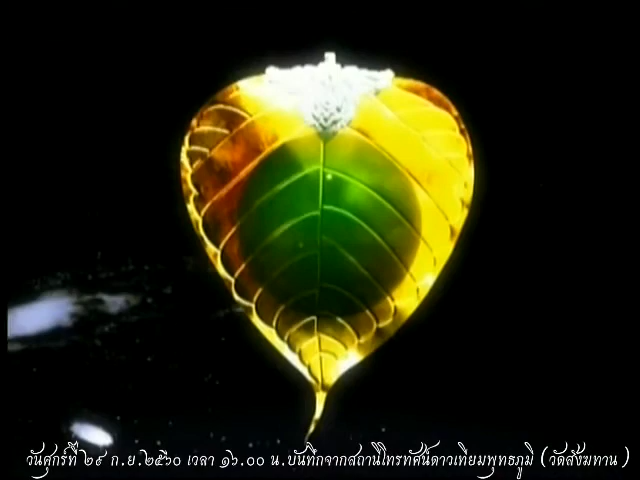 วันศุกร์ที่ ๒๙ ก.ย.๒๕๖๐ เวลา ๑๖.๐๐ น.บันทึกจากสถานีโทรทัศน์ดาวเทียมพุทธภูมิ (วัดสังฆทาน)